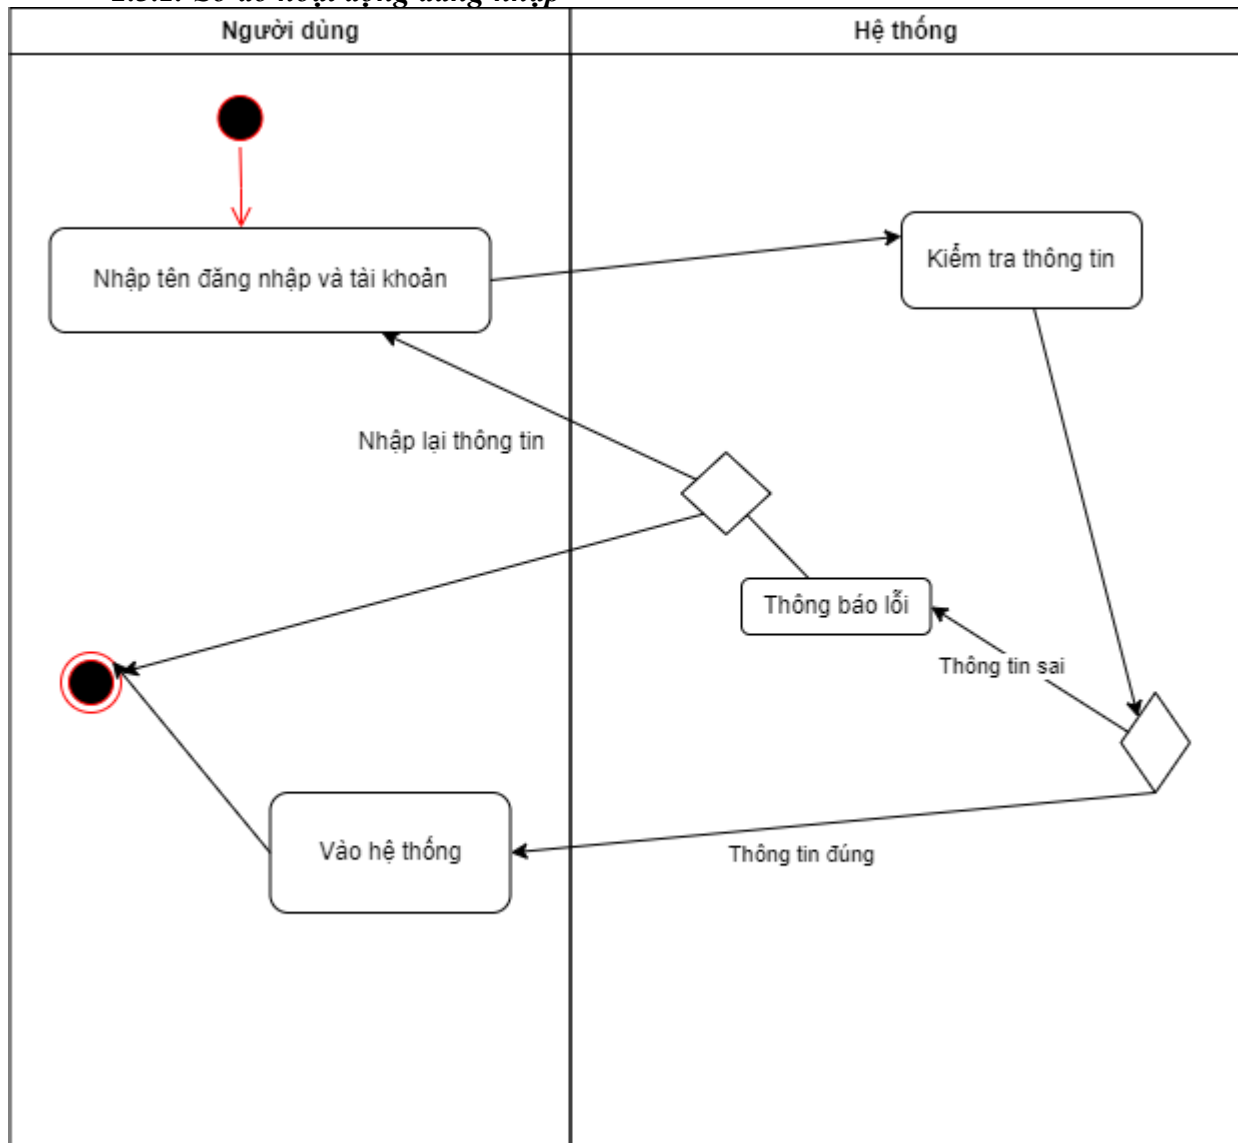 Người dùng
Hệ thống
Nhập tên đăng nhập và tài khoản
Kiểm tra thông tin
Nhập lại thông tin
Thông báo lỗi
Thông tin sai
Vào hệ thống
Thông tin đúng